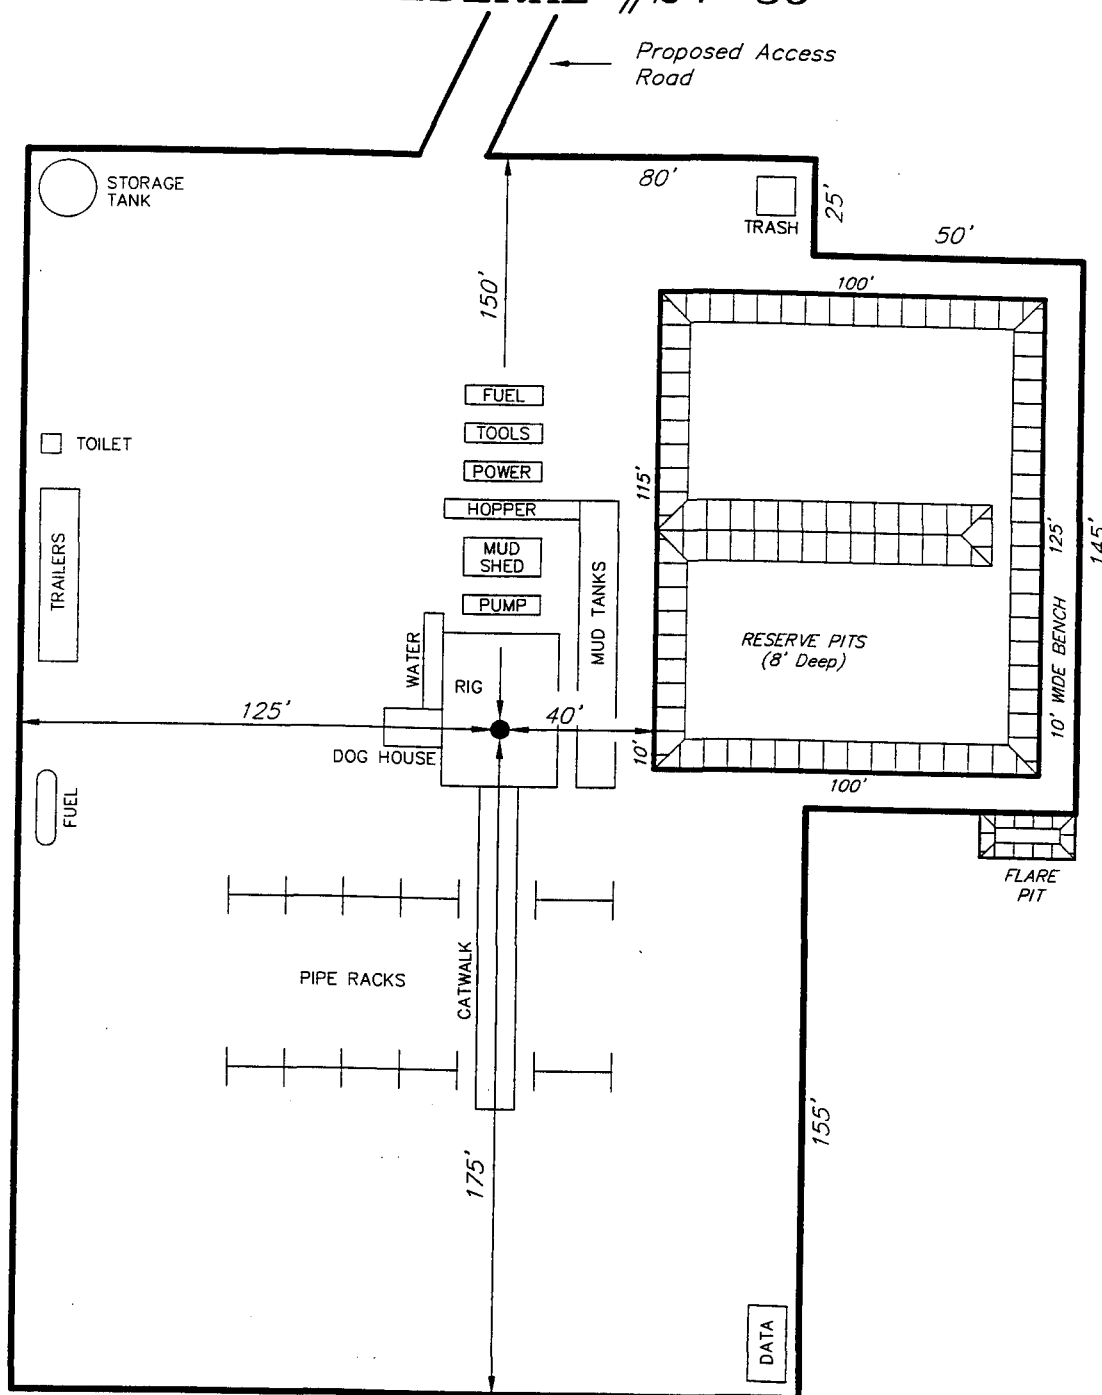 Proposed Access
Road
80'
25'
50'
STORAGE
TANK
TRASH
150'
100'
FUEL
TOOLS
POWER
HOPPER
MUD
SHED
PUMP
TOILET
TRAILERS
WATER
RIG
MUD TANKS
115'
125'
145'
RESERVE PITS
(8' Deep)
10' WIDE BENCH
125'
40'
10'
DOG HOUSE
100'
FUEL
FLARE
PIT
PIPE RACKS
CATWALK
155'
175'
DATA